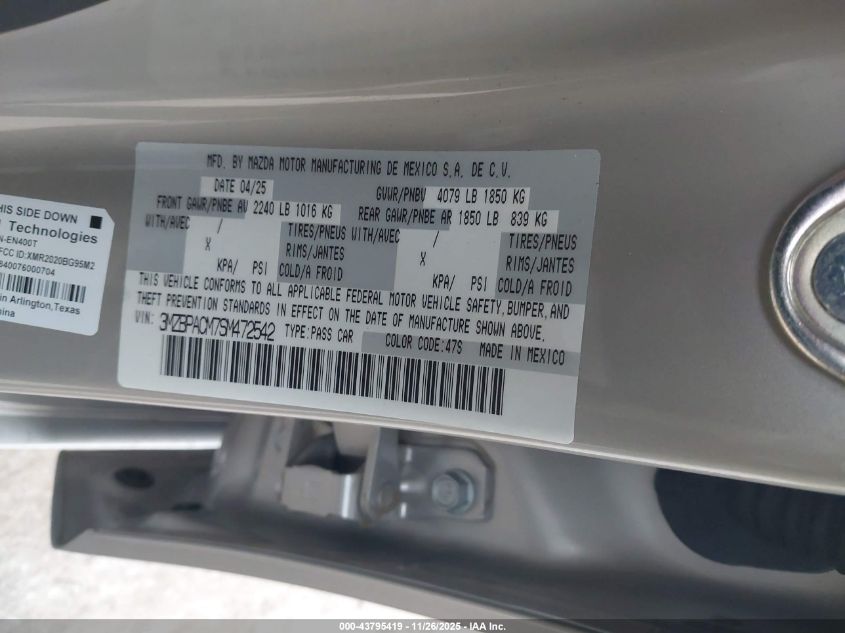 MFD. BY MAZDA MOTOR MANUFACTURING DE MEXICO S.A. DE C.V.
DATE 04/25 GVWR/PNBV 4079 LB 1850 KG
FRONT GAWR/PNBE AV 2240 LB 1016 KG REAR GAWR/PNBE AR 1850 LB 839 KG
WITH/AVEC / TIRES/PNEUS WITH/AVEC / TIRES/PNEUS
X RIMS/JANTES X RIMS/JANTES
KPA/ PSI COLD/A FROID KPA/ PSI COLD/A FROID
THIS VEHICLE CONFORMS TO ALL APPLICABLE FEDERAL MOTOR VEHICLE SAFETY, BUMPER, AND
THEFT PREVENTION STANDARDS IN EFFECT ON THE DATE OF MANUFACTURE SHOWN ABOVE.
VIN: 3MZBPACM7SM472542 TYPE: PASS CAR COLOR CODE: 47S MADE IN MEXICO
HIS SIDE DOWN
Technologies
N-EN400T
FCC ID:XMR2020BG95M2
840076000704
in Arlington,Texas
hina
000-43795419 - 11/26/2025 - IAA Inc.